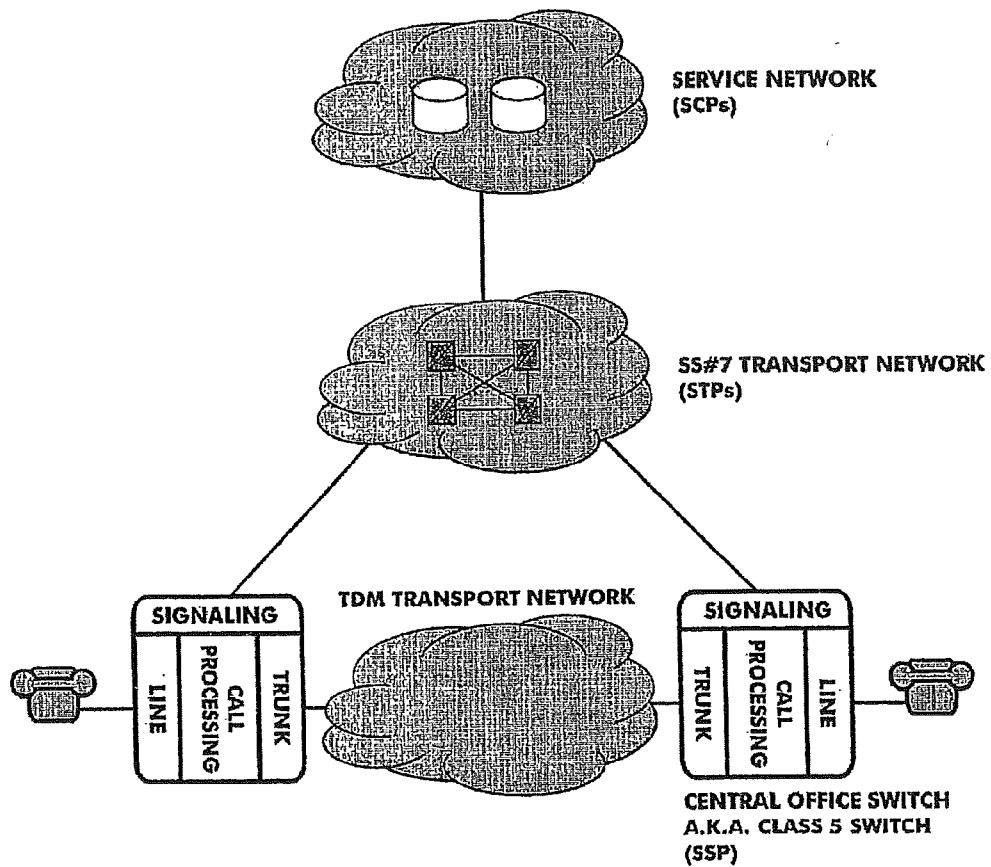 SERVICE NETWORK
(SCPs)
SS#7 TRANSPORT NETWORK
(STPs)
TDM TRANSPORT NETWORK
SIGNALING
LINE
CALL
PROCESSING
TRUNK
SIGNALING
TRUNK
CALL
PROCESSING
LINE
CENTRAL OFFICE SWITCH
A.K.A. CLASS 5 SWITCH
(SSP)